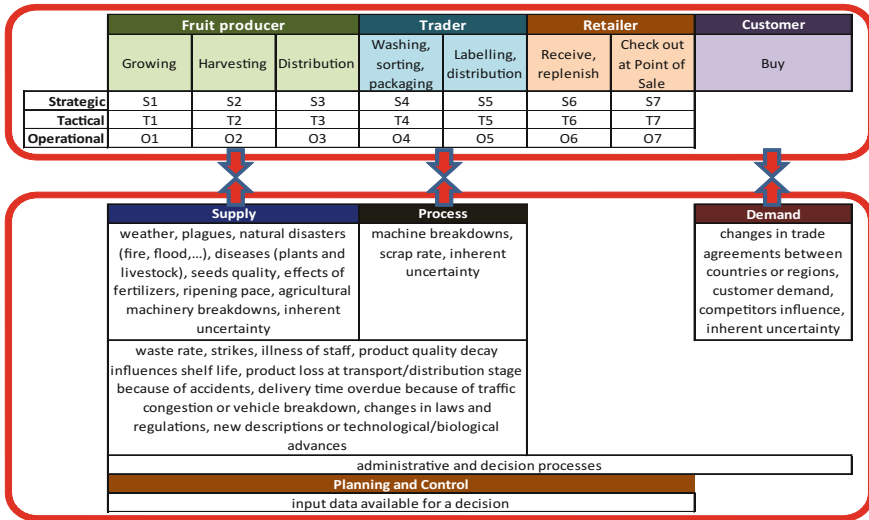 Fruit producer Trader Retailer Customer
Growing Harvesting Distribution Washing, sorting, packaging Labelling, distribution Receive, replenish Check out at Point of Sale Buy
Strategic S1 S2 S3 S4 S5 S6 S7
Tactical T1 T2 T3 T4 T5 T6 T7
Operational O1 O2 O3 O4 O5 O6 O7
Supply Process Demand
weather, plagues, natural disasters
(fire, flood,...), diseases (plants and
livestock), seeds quality, effects of
fertilizers, ripening pace, agricultural
machinery breakdowns, inherent
uncertainty
machine breakdowns,
scrap rate, inherent
uncertainty
changes in trade
agreements between
countries or regions,
customer demand,
competitors influence,
inherent uncertainty
waste rate, strikes, illness of staff, product quality decay
influences shelf life, product loss at transport/distribution stage
because of accidents, delivery time overdue because of traffic
congestion or vehicle breakdown, changes in laws and
regulations, new descriptions or technological/biological
advances
administrative and decision processes
Planning and Control
input data available for a decision